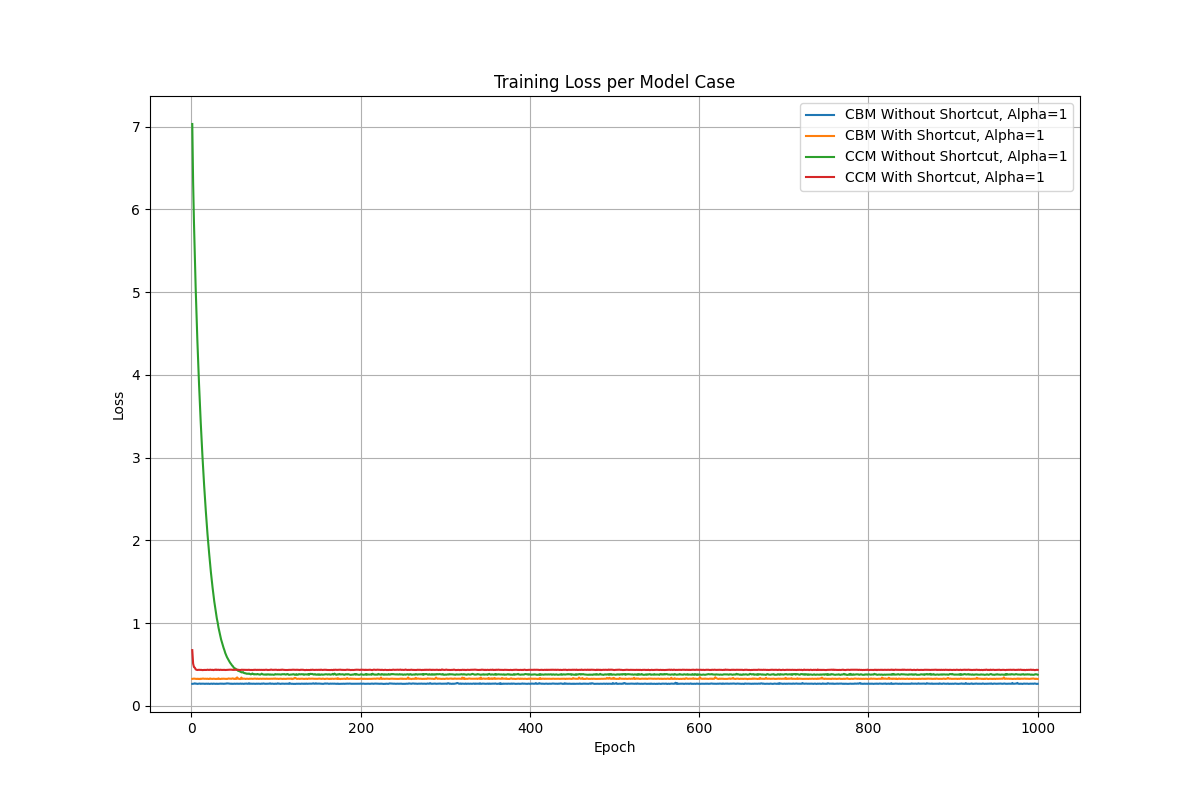 Training Loss per Model Case
CBM Without Shortcut, Alpha=1
CBM With Shortcut, Alpha=1
CCM Without Shortcut, Alpha=1
CCM With Shortcut, Alpha=1
7
6
5
4
3
2
1
0
Loss
0 200 400 600 800 1000
Epoch